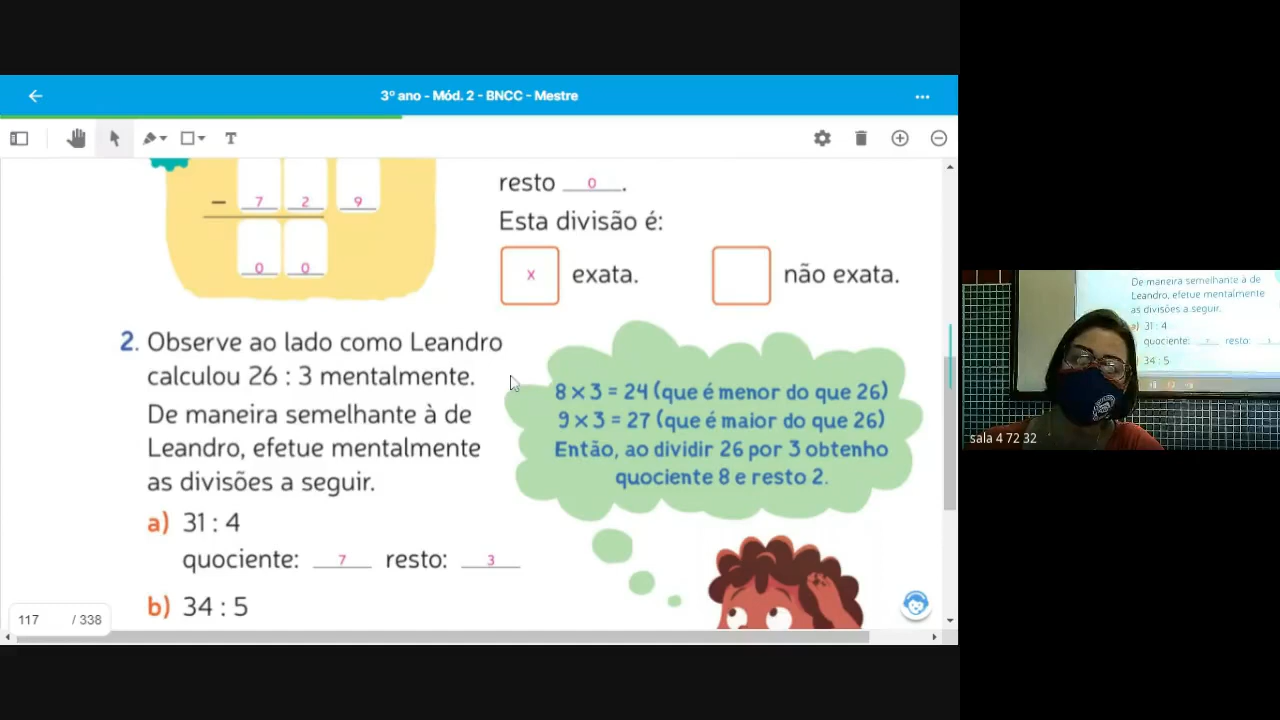 3º ano - Mód. 2 - BNCC - Mestre
T
resto 0.
– 7 2 9
Esta divisão é:
0 0
x exata. não exata.
2. Observe ao lado como Leandro
calculou 26 : 3 mentalmente.
De maneira semelhante à de
Leandro, efetue mentalmente
as divisões a seguir.
8 × 3 = 24 (que é menor do que 26)
9 × 3 = 27 (que é maior do que 26)
Então, ao dividir 26 por 3 obtenho
quociente 8 e resto 2.
a) 31 : 4
quociente: 7 resto: 3
b) 34 : 5
117 / 338
De maneira semelhante à de
Leandro, efetue mentalmente
as divisões a seguir.
a) 31 : 4
quociente: 7 resto:
34 : 5
sala 4 72 32